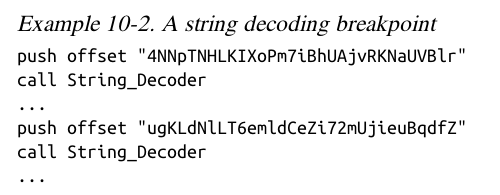 Example 10-2. A string decoding breakpoint
push offset "4NNpTNHLKIXoPm7iBhUAjvRKNaUVBlr"
call String_Decoder
...
push offset "ugKLdNlLT6emldCeZi72mUjieuBqdfZ"
call String_Decoder
...